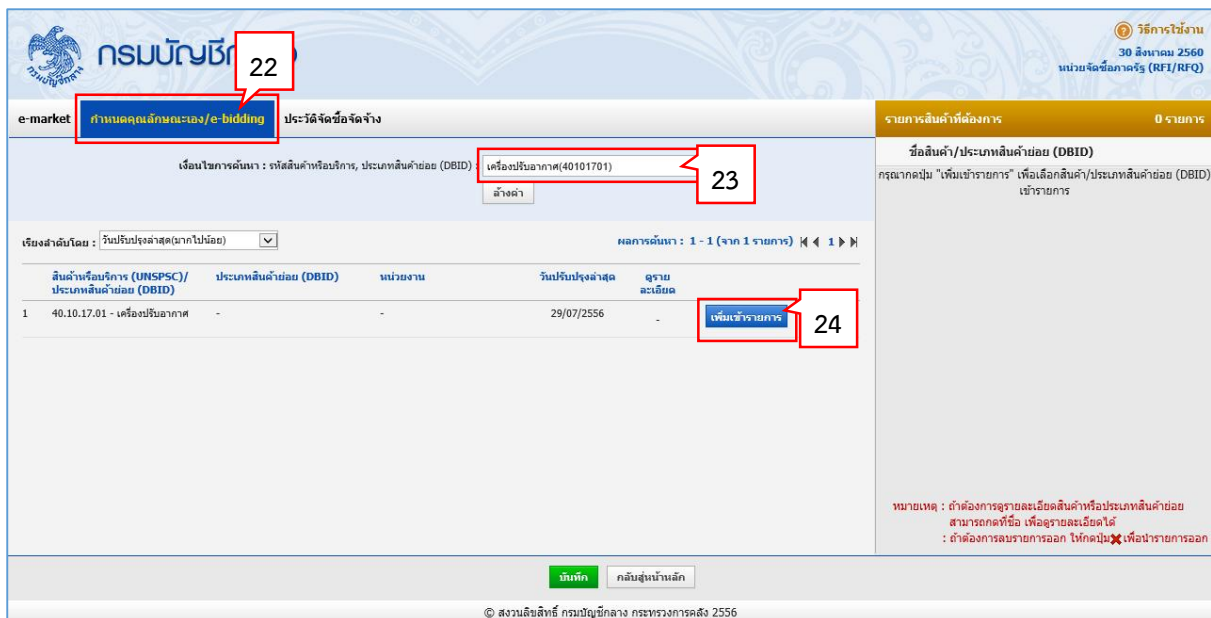 กรมบัญชีก
22
วิธีการใช้งาน
30 สิงหาคม 2560
หน่วยจัดซื้อภาครัฐ (RFI/RFQ)
e-market กำหนดคุณลักษณะเอง/e-bidding ประวัติจัดซื้อจัดจ้าง
รายการสินค้าที่ต้องการ 0 รายการ
เงื่อนไขการค้นหา : รหัสสินค้าหรือบริการ, ประเภทสินค้าย่อย (DBID) : เครื่องปรับอากาศ(40101701)
23
ล้างค่า
ชื่อสินค้า/ประเภทสินค้าย่อย (DBID)
กรุณากดปุ่ม "เพิ่มเข้ารายการ" เพื่อเลือกสินค้า/ประเภทสินค้าย่อย (DBID)
เข้ารายการ
เรียงลำดับโดย : วันปรับปรุงล่าสุด(มากไปน้อย)
ผลการค้นหา : 1 - 1 (จาก 1 รายการ) 1
สินค้าหรือบริการ (UNSPSC)/ ประเภทสินค้าย่อย (DBID) หน่วยงาน วันปรับปรุงล่าสุด ดูราย
ประเภทสินค้าย่อย (DBID) ละเอียด
1 40.10.17.01 - เครื่องปรับอากาศ - - 29/07/2556 - เพิ่มเข้ารายการ
24
หมายเหตุ : ถ้าต้องการดูรายละเอียดสินค้าหรือประเภทสินค้าย่อย
สามารถกดที่ชื่อ เพื่อดูรายละเอียดได้
: ถ้าต้องการลบรายการออก ให้กดปุ่ม เพื่อนำรายการออก
บันทึก กลับสู่หน้าหลัก
© สงวนลิขสิทธิ์ กรมบัญชีกลาง กระทรวงการคลัง 2556